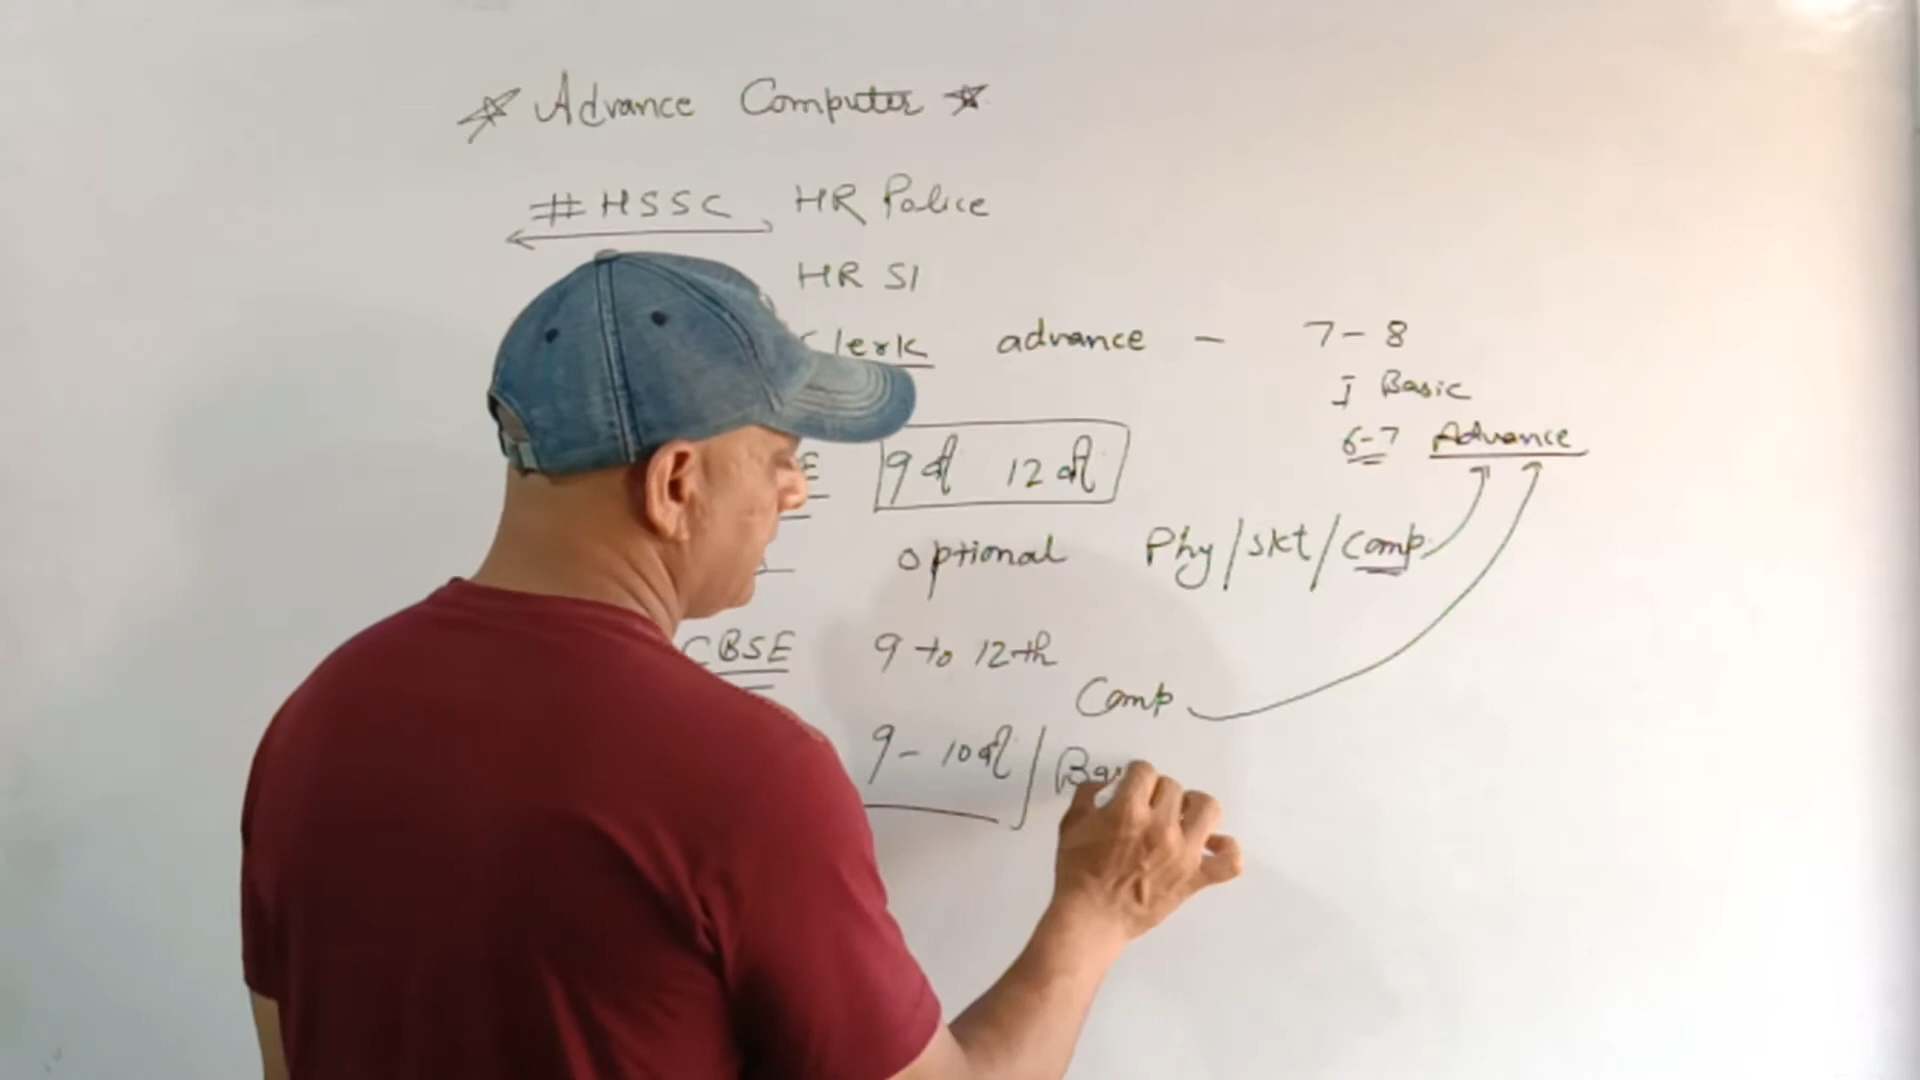 Advance Computer
# HSSC, HR Police
HR SI
Clerk advance - 7-8
I Basic
6-7 Advance
9वीं 12वीं
optional Phy/skt/Comp
CBSE 9 to 12th
Comp
9-10वीं /